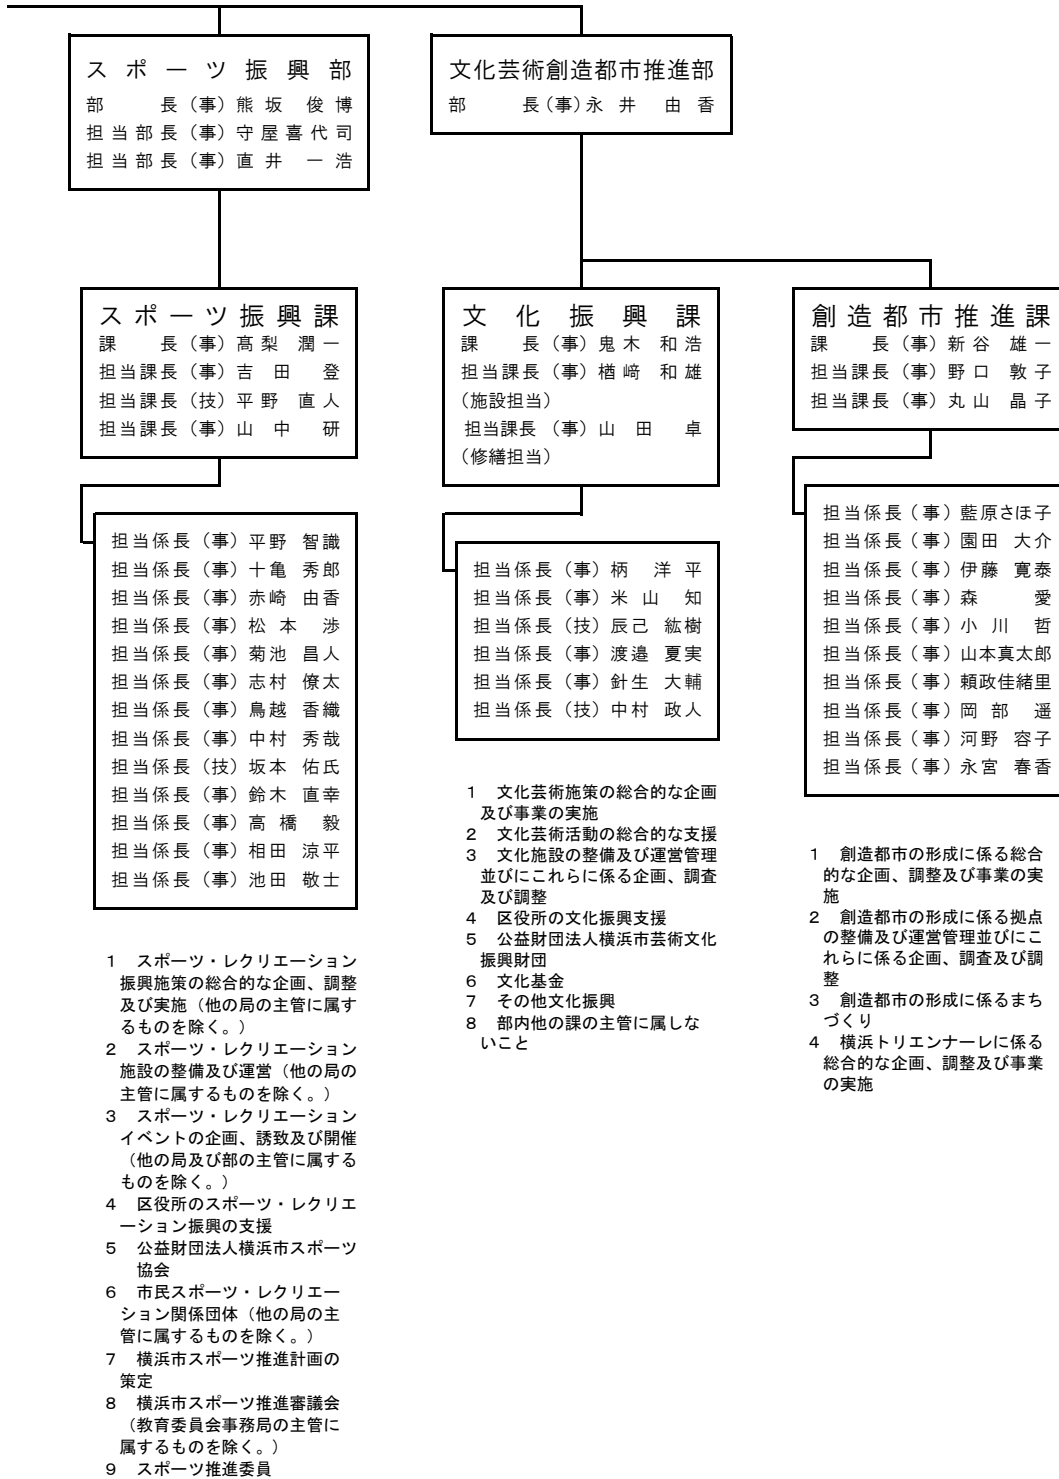 スポーツ振興部
部長（事）熊坂 俊博
担当部長（事）守屋喜代司
担当部長（事）直井 一浩
文化芸術創造都市推進部
部長（事）永井 由香
スポーツ振興課
課長（事）髙梨 潤一
担当課長（事）吉田 登
担当課長（技）平野 直人
担当課長（事）山中 研
担当係長（事）平野 智識
担当係長（事）十亀 秀郎
担当係長（事）赤崎 由香
担当係長（事）松本 渉
担当係長（事）菊池 昌人
担当係長（事）志村 僚太
担当係長（事）鳥越 香織
担当係長（事）中村 秀哉
担当係長（技）坂本 佑氏
担当係長（事）鈴木 直幸
担当係長（事）高橋 毅
担当係長（事）相田 涼平
担当係長（事）池田 敬士
1 スポーツ・レクリエーション
振興施策の総合的な企画、調整
及び実施（他の局の主管に属す
るものを除く。）
2 スポーツ・レクリエーション
施設の整備及び運営（他の局の
主管に属するものを除く。）
3 スポーツ・レクリエーション
イベントの企画、誘致及び開催
（他の局及び部の主管に属する
ものを除く。）
4 区役所のスポーツ・レクリエ
ーション振興の支援
5 公益財団法人横浜市スポーツ
協会
6 市民スポーツ・レクリエー
ション関係団体（他の局の主
管に属するものを除く。）
7 横浜市スポーツ推進計画の
策定
8 横浜市スポーツ推進審議会
（教育委員会事務局の主管に
属するものを除く。）
9 スポーツ推進委員
文化振興課
課長（事）鬼木 和浩
担当課長（事）楢﨑 和雄
（施設担当）
担当課長（事）山田 卓
（修繕担当）
担当係長（事）柄 洋平
担当係長（事）米山 知
担当係長（技）辰己 紘樹
担当係長（事）渡邉 夏実
担当係長（事）針生 大輔
担当係長（技）中村 政人
1 文化芸術施策の総合的な企画
及び事業の実施
2 文化芸術活動の総合的な支援
3 文化施設の整備及び運営管理
並びにこれらに係る企画、調査
及び調整
4 区役所の文化振興支援
5 公益財団法人横浜市芸術文化
振興財団
6 文化基金
7 その他文化振興
8 部内他の課の主管に属しな
いこと
創造都市推進課
課長（事）新谷 雄一
担当課長（事）野口 敦子
担当課長（事）丸山 晶子
担当係長（事）藍原さほ子
担当係長（事）園田 大介
担当係長（事）伊藤 寛泰
担当係長（事）森 愛
担当係長（事）小川 哲
担当係長（事）山本真太郎
担当係長（事）頼政佳緒里
担当係長（事）岡部 遥
担当係長（事）河野 容子
担当係長（事）永宮 春香
1 創造都市の形成に係る総合
的な企画、調整及び事業の実
施
2 創造都市の形成に係る拠点
の整備及び運営管理並びにこ
れらに係る企画、調査及び調
整
3 創造都市の形成に係るまち
づくり
4 横浜トリエンナーレに係る
総合的な企画、調整及び事業
の実施